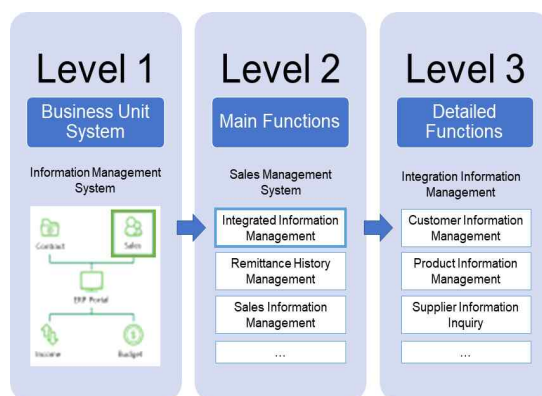 Level 1
Business Unit
System
Information Management
System
Contract
Sales
ERP Portal
Income
Budget
Level 2
Main Functions
Sales Management
System
Integrated Information
Management
Remittance History
Management
Sales Information
Management
...
Level 3
Detailed
Functions
Integration Information
Management
Customer Information
Management
Product Information
Management
Supplier Information
Inquiry
...